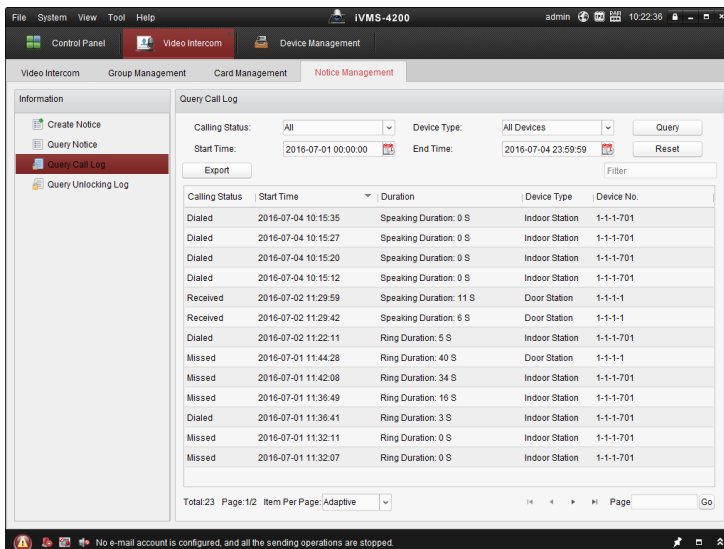 File System View Tool Help iVMS-4200 admin 10:22:36
Control Panel Video Intercom Device Management
Video Intercom Group Management Card Management Notice Management
Information Query Call Log
Create Notice
Query Notice
Query Call Log
Query Unlocking Log
Calling Status: All Device Type: All Devices Query
Start Time: 2016-07-01 00:00:00 End Time: 2016-07-04 23:59:59 Reset
Export Filter
Calling Status Start Time Duration Device Type Device No.
Dialed 2016-07-04 10:15:35 Speaking Duration: 0 S Indoor Station 1-1-1-701
Dialed 2016-07-04 10:15:27 Speaking Duration: 0 S Indoor Station 1-1-1-701
Dialed 2016-07-04 10:15:20 Speaking Duration: 0 S Indoor Station 1-1-1-701
Dialed 2016-07-04 10:15:12 Speaking Duration: 0 S Indoor Station 1-1-1-701
Received 2016-07-02 11:29:59 Speaking Duration: 11 S Door Station 1-1-1-1
Received 2016-07-02 11:29:42 Speaking Duration: 6 S Door Station 1-1-1-1
Dialed 2016-07-02 11:22:11 Ring Duration: 5 S Indoor Station 1-1-1-701
Missed 2016-07-01 11:44:28 Ring Duration: 40 S Door Station 1-1-1-1
Missed 2016-07-01 11:42:08 Ring Duration: 34 S Indoor Station 1-1-1-701
Missed 2016-07-01 11:36:49 Ring Duration: 16 S Indoor Station 1-1-1-701
Dialed 2016-07-01 11:36:41 Ring Duration: 3 S Indoor Station 1-1-1-701
Missed 2016-07-01 11:32:11 Ring Duration: 0 S Indoor Station 1-1-1-701
Missed 2016-07-01 11:32:07 Ring Duration: 0 S Indoor Station 1-1-1-701
Total:23 Page:1/2 Item Per Page: Adaptive Page Go
No e-mail account is configured, and all the sending operations are stopped.